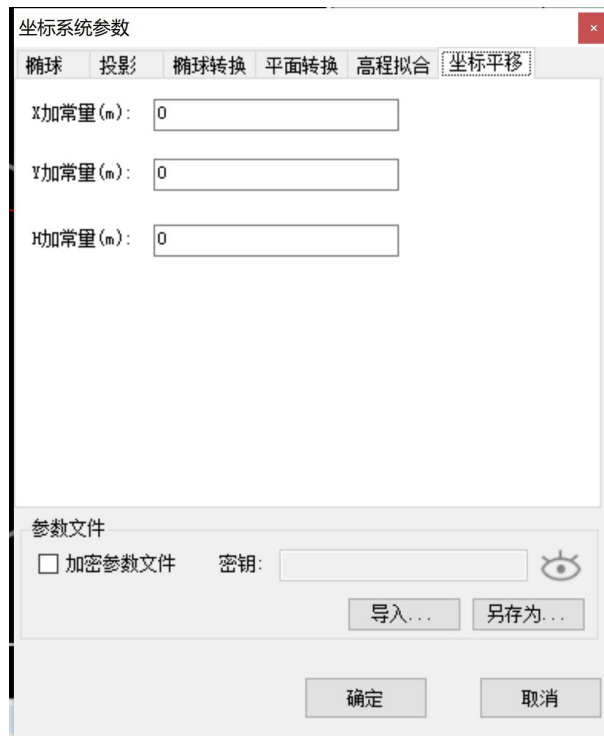 坐标系统参数
×
椭球 投影 椭球转换 平面转换 高程拟合 坐标平移
X加常量(m): 0
Y加常量(m): 0
H加常量(m): 0
参数文件
加密参数文件 密钥:
导入... 另存为...
确定 取消